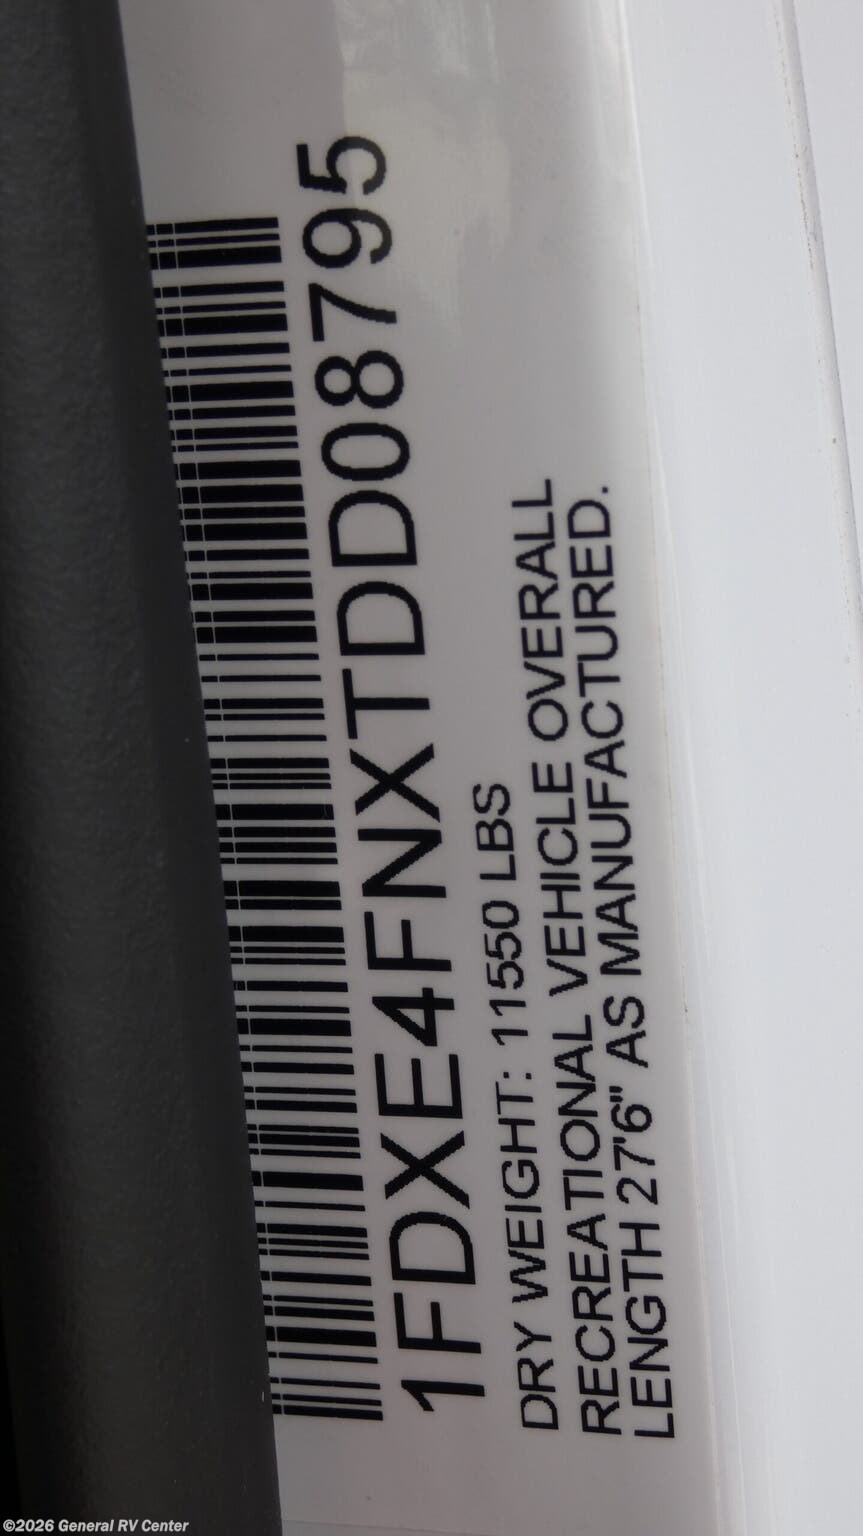 1FDXE4FNXTDD08795
DRY WEIGHT: 11550 LBS
RECREATIONAL VEHICLE OVERALL
LENGTH 27'6" AS MANUFACTURED.
©2026 General RV Center